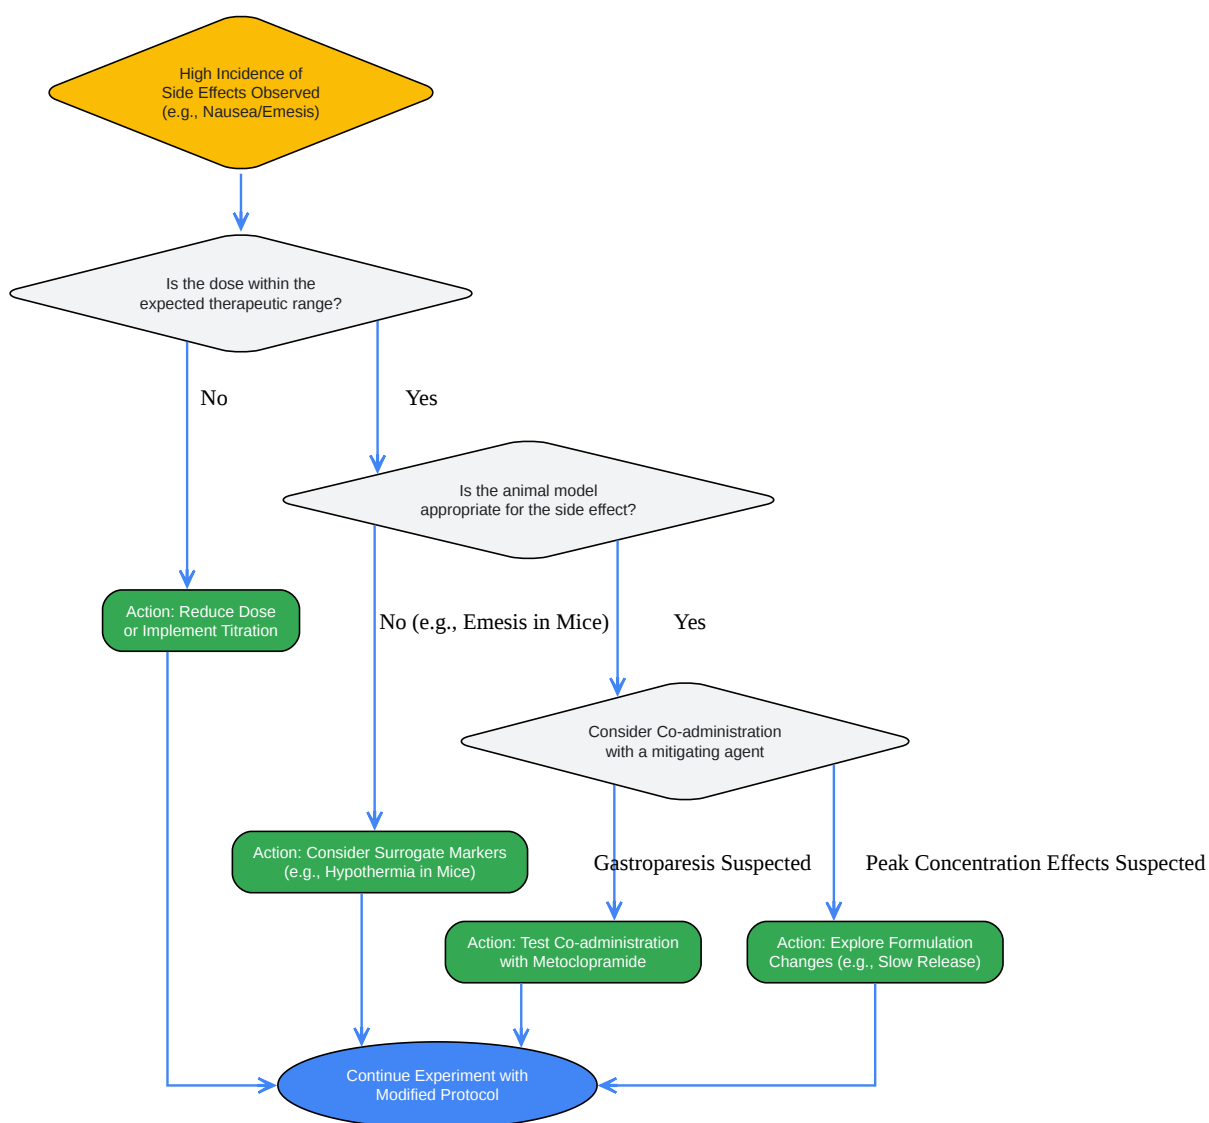 High Incidence of
Side Effects Observed
(e.g., Nausea/Emesis)
Is the dose within the
expected therapeutic range?
No
Yes
Is the animal model
appropriate for the side effect?
Action: Reduce Dose
or Implement Titration
No (e.g., Emesis in Mice)
Yes
Consider Co-administration
with a mitigating agent
Action: Consider Surrogate Markers
(e.g., Hypothermia in Mice)
Gastroparesis Suspected
Peak Concentration Effects Suspected
Action: Test Co-administration
with Metoclopramide
Action: Explore Formulation
Changes (e.g., Slow Release)
Continue Experiment with
Modified Protocol